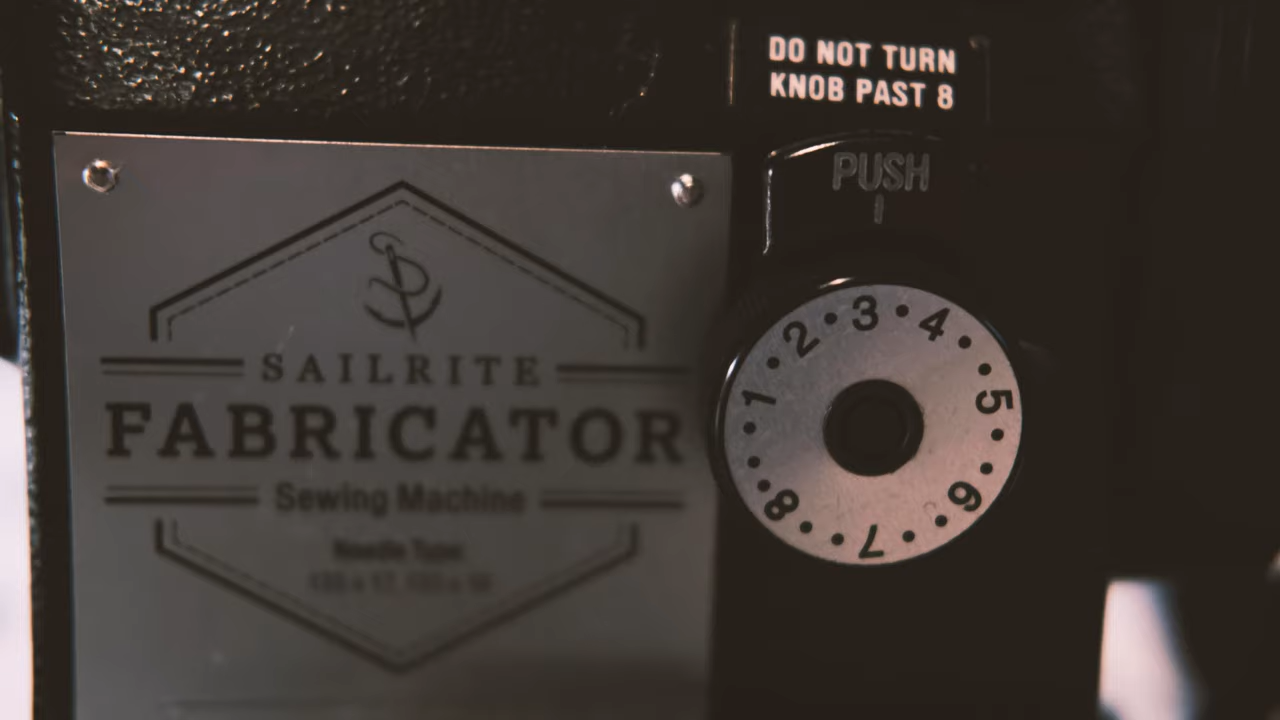 DO NOT TURN
KNOB PAST 8
PUSH
SAILRITE
FABRICATOR
Sewing Machine
Needle Type:
1
2
3
4
5
6
7
8